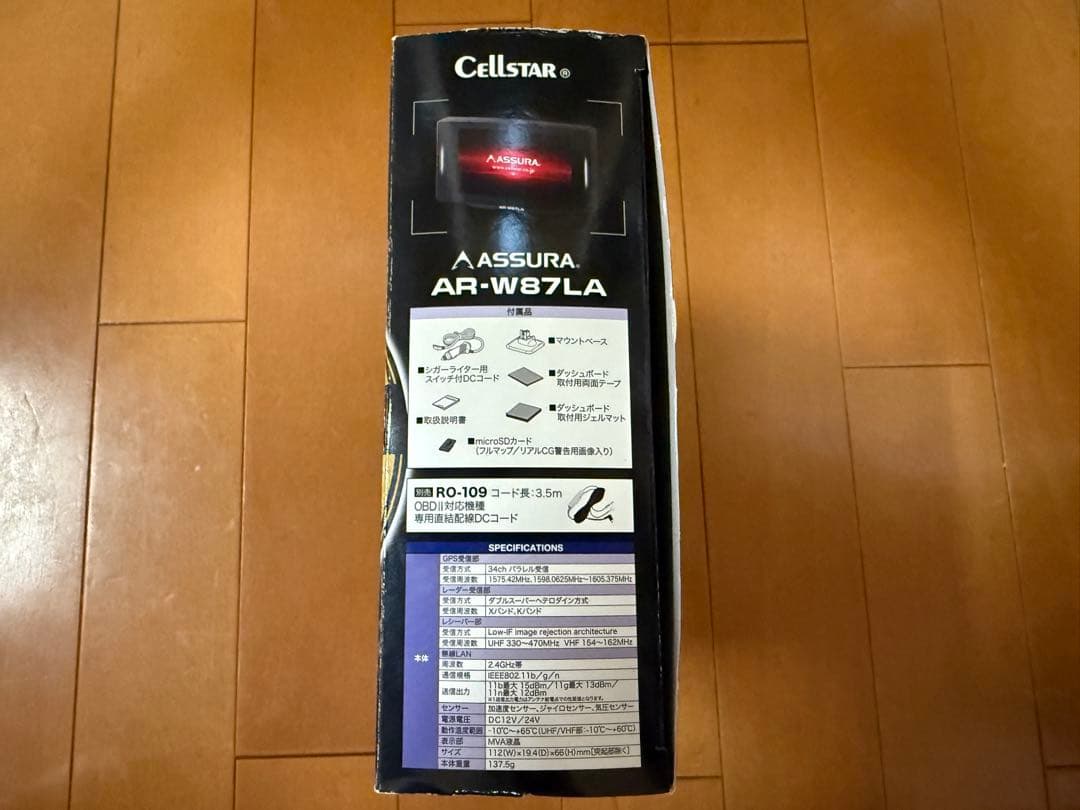 CELLSTAR®
ASSURA
www.cellstar.co.jp
AR-W87LA
ASSURA®
AR-W87LA
付属品
■シガーライター用
スイッチ付DCコード
■マウントベース
■ダッシュボード
取付用両面テープ
■取扱説明書
■ダッシュボード
取付用ジェルマット
■microSDカード
(フルマップ/リアルCG警告用画像入り)
別売 RO-109 コード長:3.5m
OBDⅡ対応機種
専用直結配線DCコード
SPECIFICATIONS
本体
GPS受信部
受信方式 34ch パラレル受信
受信周波数 1575.42MHz、1598.0625MHz〜1605.375MHz
レーダー受信部
受信方式 ダブルスーパーヘテロダイン方式
受信周波数 Xバンド、Kバンド
レシーバー部
受信方式 Low-IF image rejection architecture
受信周波数 UHF 330〜470MHz VHF 154〜162MHz
無線LAN
周波数 2.4GHz帯
通信規格 IEEE802.11b/g/n
送信出力 11b最大 15dBm/11g最大 13dBm/
11n最大 12dBm
センサー 加速度センサー、ジャイロセンサー、気圧センサー
電源電圧 DC12V/24V
動作温度範囲 -10℃〜+65℃(UHF/VHF部:-10℃〜+60℃)
表示部 MVA液晶
サイズ 112(W)×19.4(D)×66(H)mm[突起部除く]
本体重量 137.5g